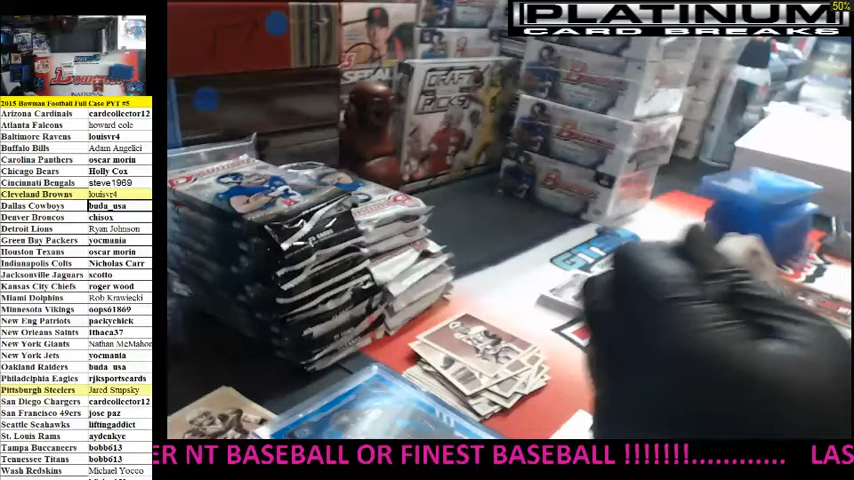 PLATINUM
CARD BREAKS
50%
2015 Bowman Football Full Case PYT #5
Arizona Cardinals cardcollector12
Atlanta Falcons howard cole
Baltimore Ravens louisvr4
Buffalo Bills Adam Angelici
Carolina Panthers oscar morin
Chicago Bears Holly Cox
Cincinnati Bengals steve1969
Cleveland Browns louisvr4
Dallas Cowboys buda_usa
Denver Broncos chisox
Detroit Lions Ryan Johnson
Green Bay Packers yocmania
Houston Texans oscar morin
Indianapolis Colts Nicholas Carr
Jacksonville Jaguars scotto
Kansas City Chiefs roger wood
Miami Dolphins Rob Krawiecki
Minnesota Vikings oops61869
New Eng Patriots packychick
New Orleans Saints Ithaca37
New York Giants Nathan McMahon
New York Jets yocmania
Oakland Raiders buda_usa
Philadelphia Eagles rjksportscards
Pittsburgh Steelers Jared Stupsky
San Diego Chargers cardcollector12
San Francisco 49ers jose paz
Seattle Seahawks liftingaddict
St. Louis Rams aydenkye
Tampa Buccaneers bobb613
Tennessee Titans bobb613
Wash Redskins Michael Yocco
DRAFT
PICKS
Bowman
ER NT BASEBALL OR FINEST BASEBALL !!!!!!!............ LAS